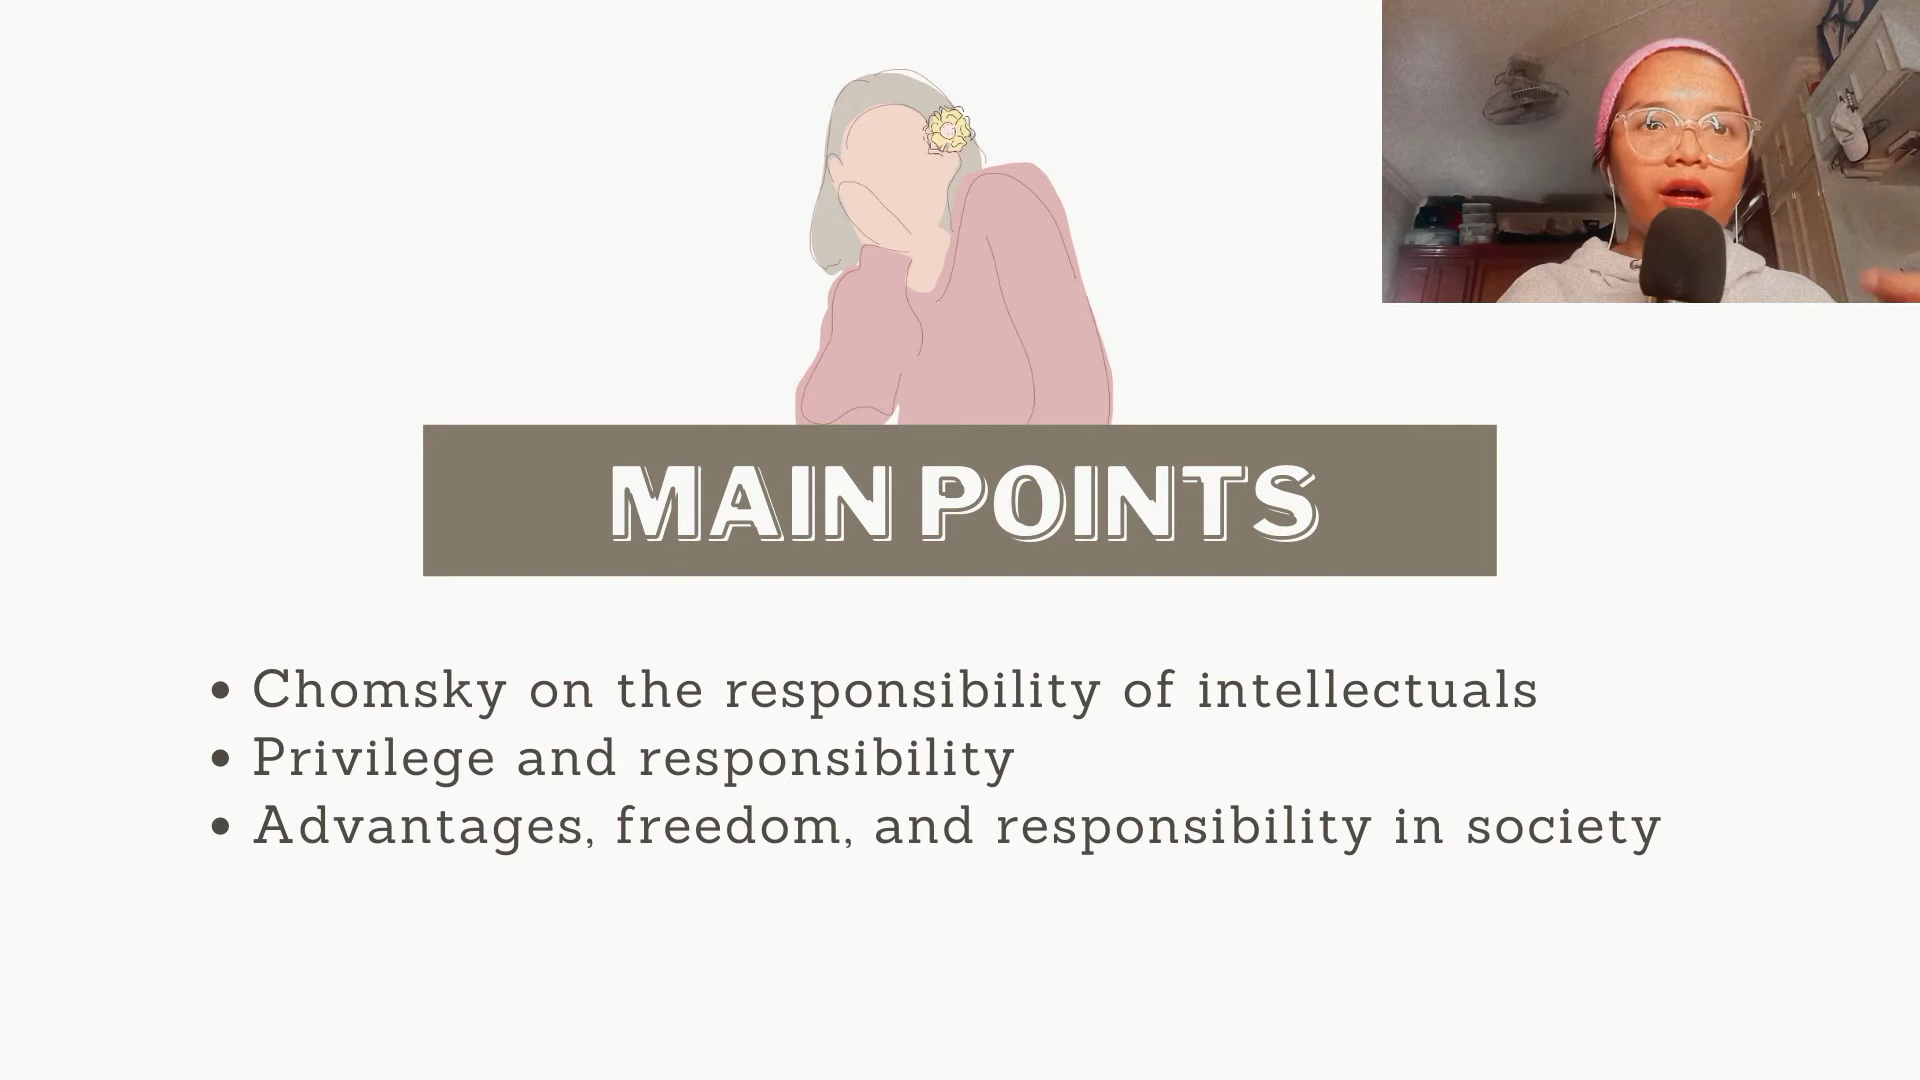 MAIN POINTS
• Chomsky on the responsibility of intellectuals
• Privilege and responsibility
• Advantages, freedom, and responsibility in society